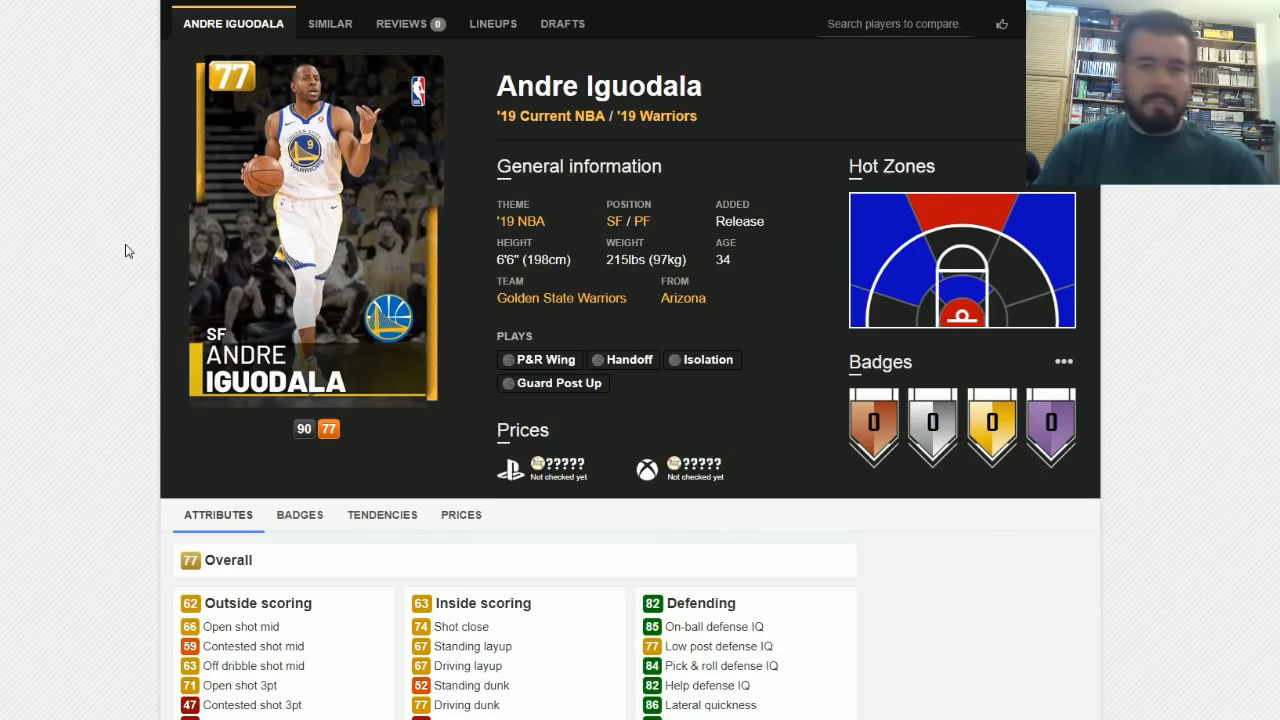 ANDRE IGUODALA SIMILAR REVIEWS 0 LINEUPS DRAFTS Search players to compare.
77
9
SF
ANDRE
IGUODALA
90 77
Andre Iguodala
'19 Current NBA / '19 Warriors
General information
THEME POSITION ADDED
'19 NBA SF / PF Release
HEIGHT WEIGHT AGE
6'6" (198cm) 215lbs (97kg) 34
TEAM FROM
Golden State Warriors Arizona
PLAYS
P&R Wing Handoff Isolation
Guard Post Up
Prices
????? ?????
Not checked yet Not checked yet
Hot Zones
Badges
0 0 0 0
ATTRIBUTES BADGES TENDENCIES PRICES
77 Overall
62 Outside scoring
66 Open shot mid
59 Contested shot mid
63 Off dribble shot mid
71 Open shot 3pt
47 Contested shot 3pt
63 Inside scoring
74 Shot close
67 Standing layup
67 Driving layup
52 Standing dunk
77 Driving dunk
82 Defending
85 On-ball defense IQ
77 Low post defense IQ
84 Pick & roll defense IQ
82 Help defense IQ
86 Lateral quickness